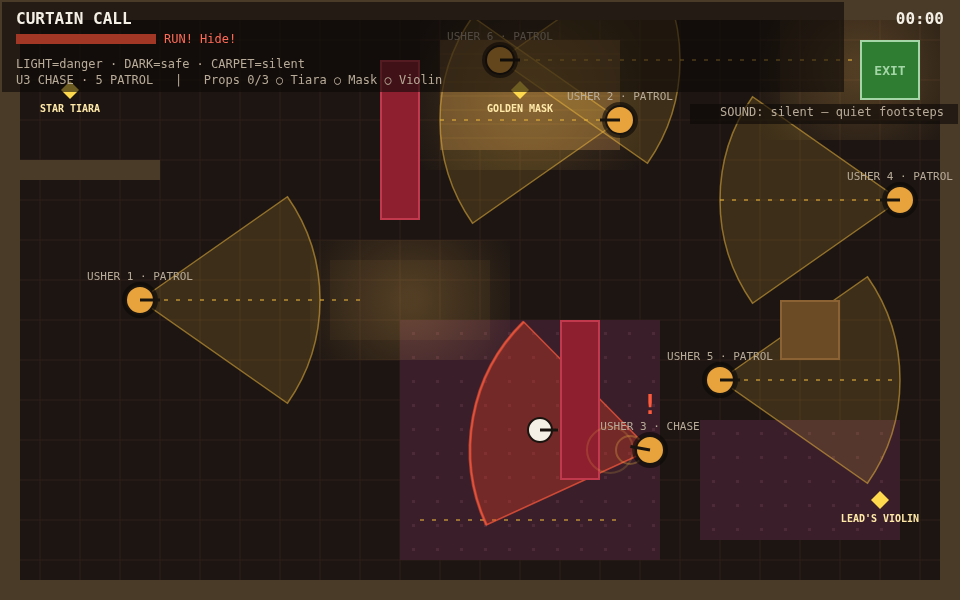 CURTAIN CALL
00:00
RUN! Hide!
LIGHT=danger · DARK=safe · CARPET=silent
U3 CHASE · 5 PATROL | Props 0/3 ○ Tiara ○ Mask ○ Violin
USHER 6 · PATROL
EXIT
USHER 2 · PATROL
STAR TIARA
GOLDEN MASK
SOUND: silent — quiet footsteps
USHER 4 · PATROL
USHER 1 · PATROL
USHER 5 · PATROL
!
USHER 3 · CHASE
LEAD'S VIOLIN